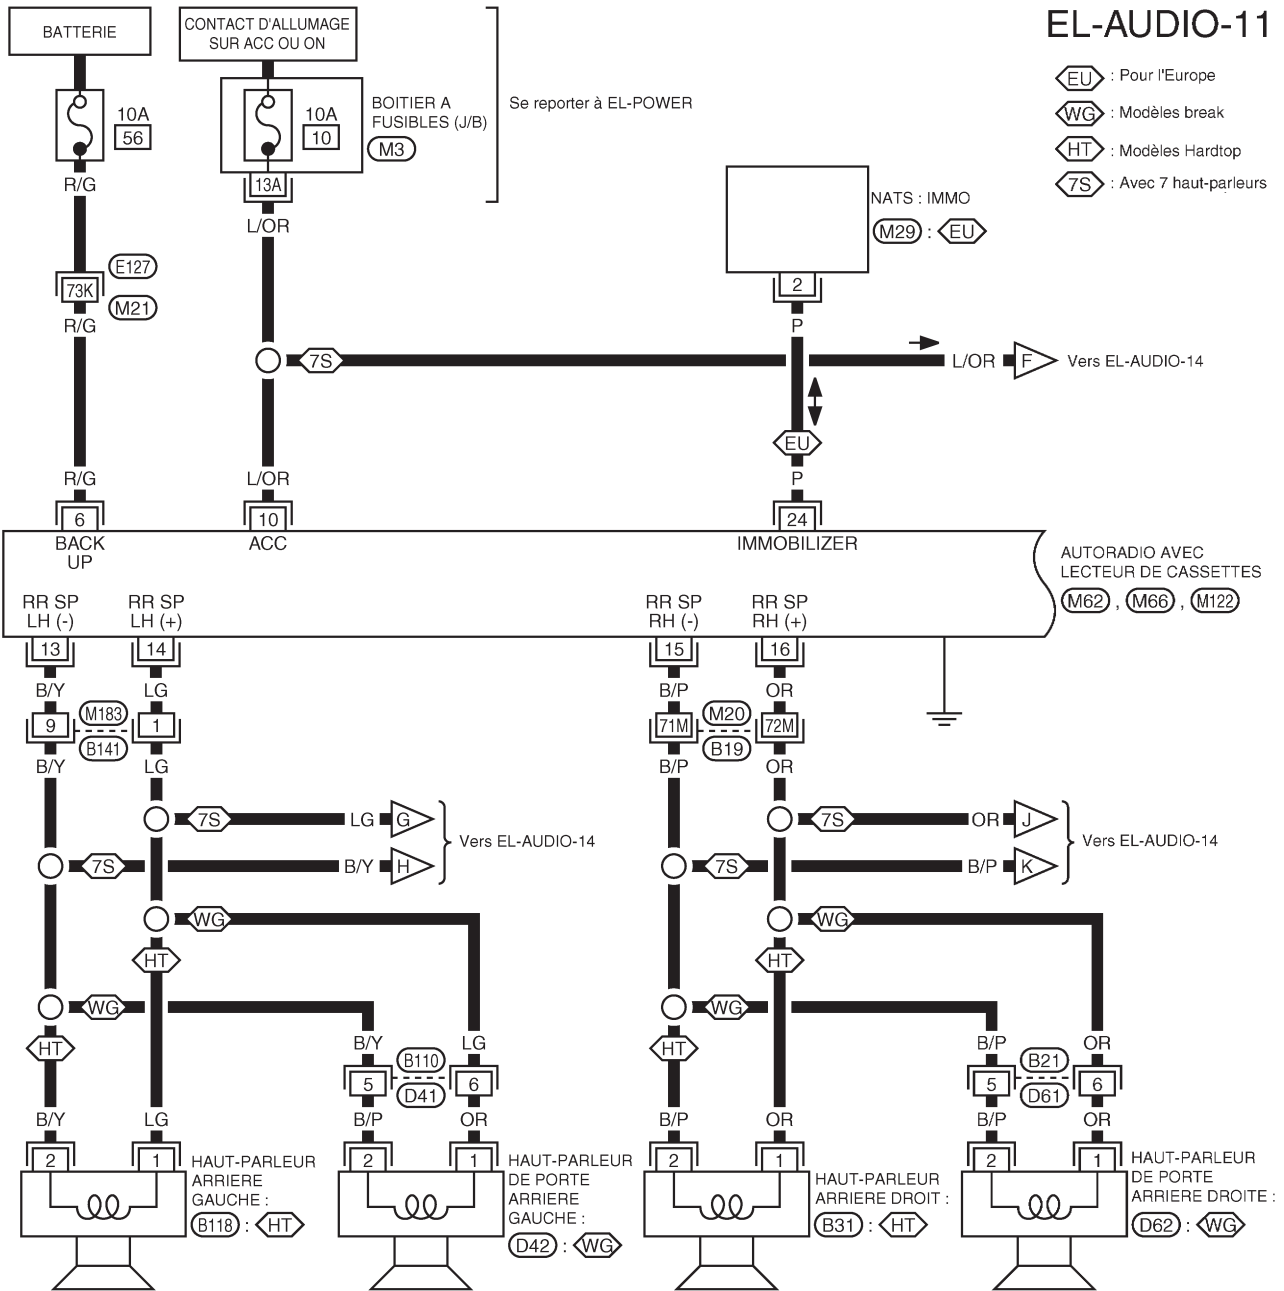 EL-AUDIO-11
BATTERIE
CONTACT D'ALLUMAGE
SUR ACC OU ON
EU : Pour l'Europe
WG : Modèles break
HT : Modèles Hardtop
7S : Avec 7 haut-parleurs
10A
56
10A
10
BOITIER A
FUSIBLES (J/B)
M3
Se reporter à EL-POWER
R/G
13A
L/OR
NATS : IMMO
M29 : EU
E127
73K
M21
R/G
2
P
7S
L/OR
F
Vers EL-AUDIO-14
EU
R/G
L/OR
P
6
10
24
BACK
UP
ACC
IMMOBILIZER
AUTORADIO AVEC
LECTEUR DE CASSETTES
M62 , M66 , M122
RR SP
LH (-)
RR SP
LH (+)
RR SP
RH (-)
RR SP
RH (+)
13
14
15
16
B/Y
LG
B/P
OR
9
M183
B141
1
71M
M20
B19
72M
B/Y
LG
B/P
OR
7S
LG
G
7S
OR
J
Vers EL-AUDIO-14
Vers EL-AUDIO-14
7S
B/Y
H
7S
B/P
K
WG
WG
HT
HT
WG
WG
HT
HT
B/Y
LG
B/P
OR
5
B110
D41
6
5
B21
D61
6
B/Y
LG
B/P
OR
B/P
OR
B/P
OR
2
1
2
1
2
1
2
1
HAUT-PARLEUR
ARRIERE
GAUCHE :
B118 : HT
HAUT-PARLEUR
DE PORTE
ARRIERE
GAUCHE :
D42 : WG
HAUT-PARLEUR
ARRIERE DROIT :
B31 : HT
HAUT-PARLEUR
DE PORTE
ARRIERE DROITE :
D62 : WG